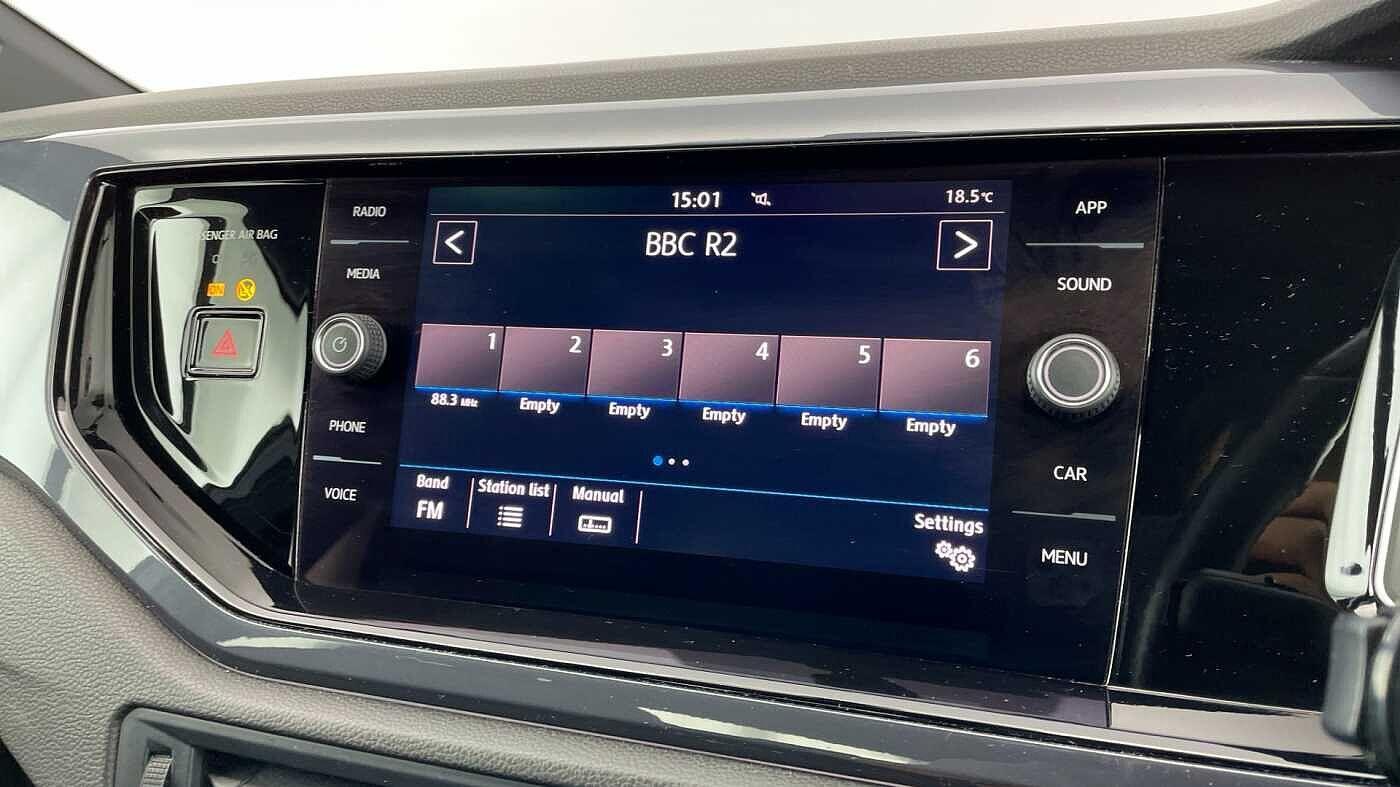 15:01 18.5°C
RADIO
APP
SENGER AIR BAG
BBC R2
MEDIA
SOUND
ON
1 2 3 4 5 6
88.3 MHz Empty Empty Empty Empty Empty
PHONE
CAR
VOICE
Band Station list Manual
FM
Settings
MENU